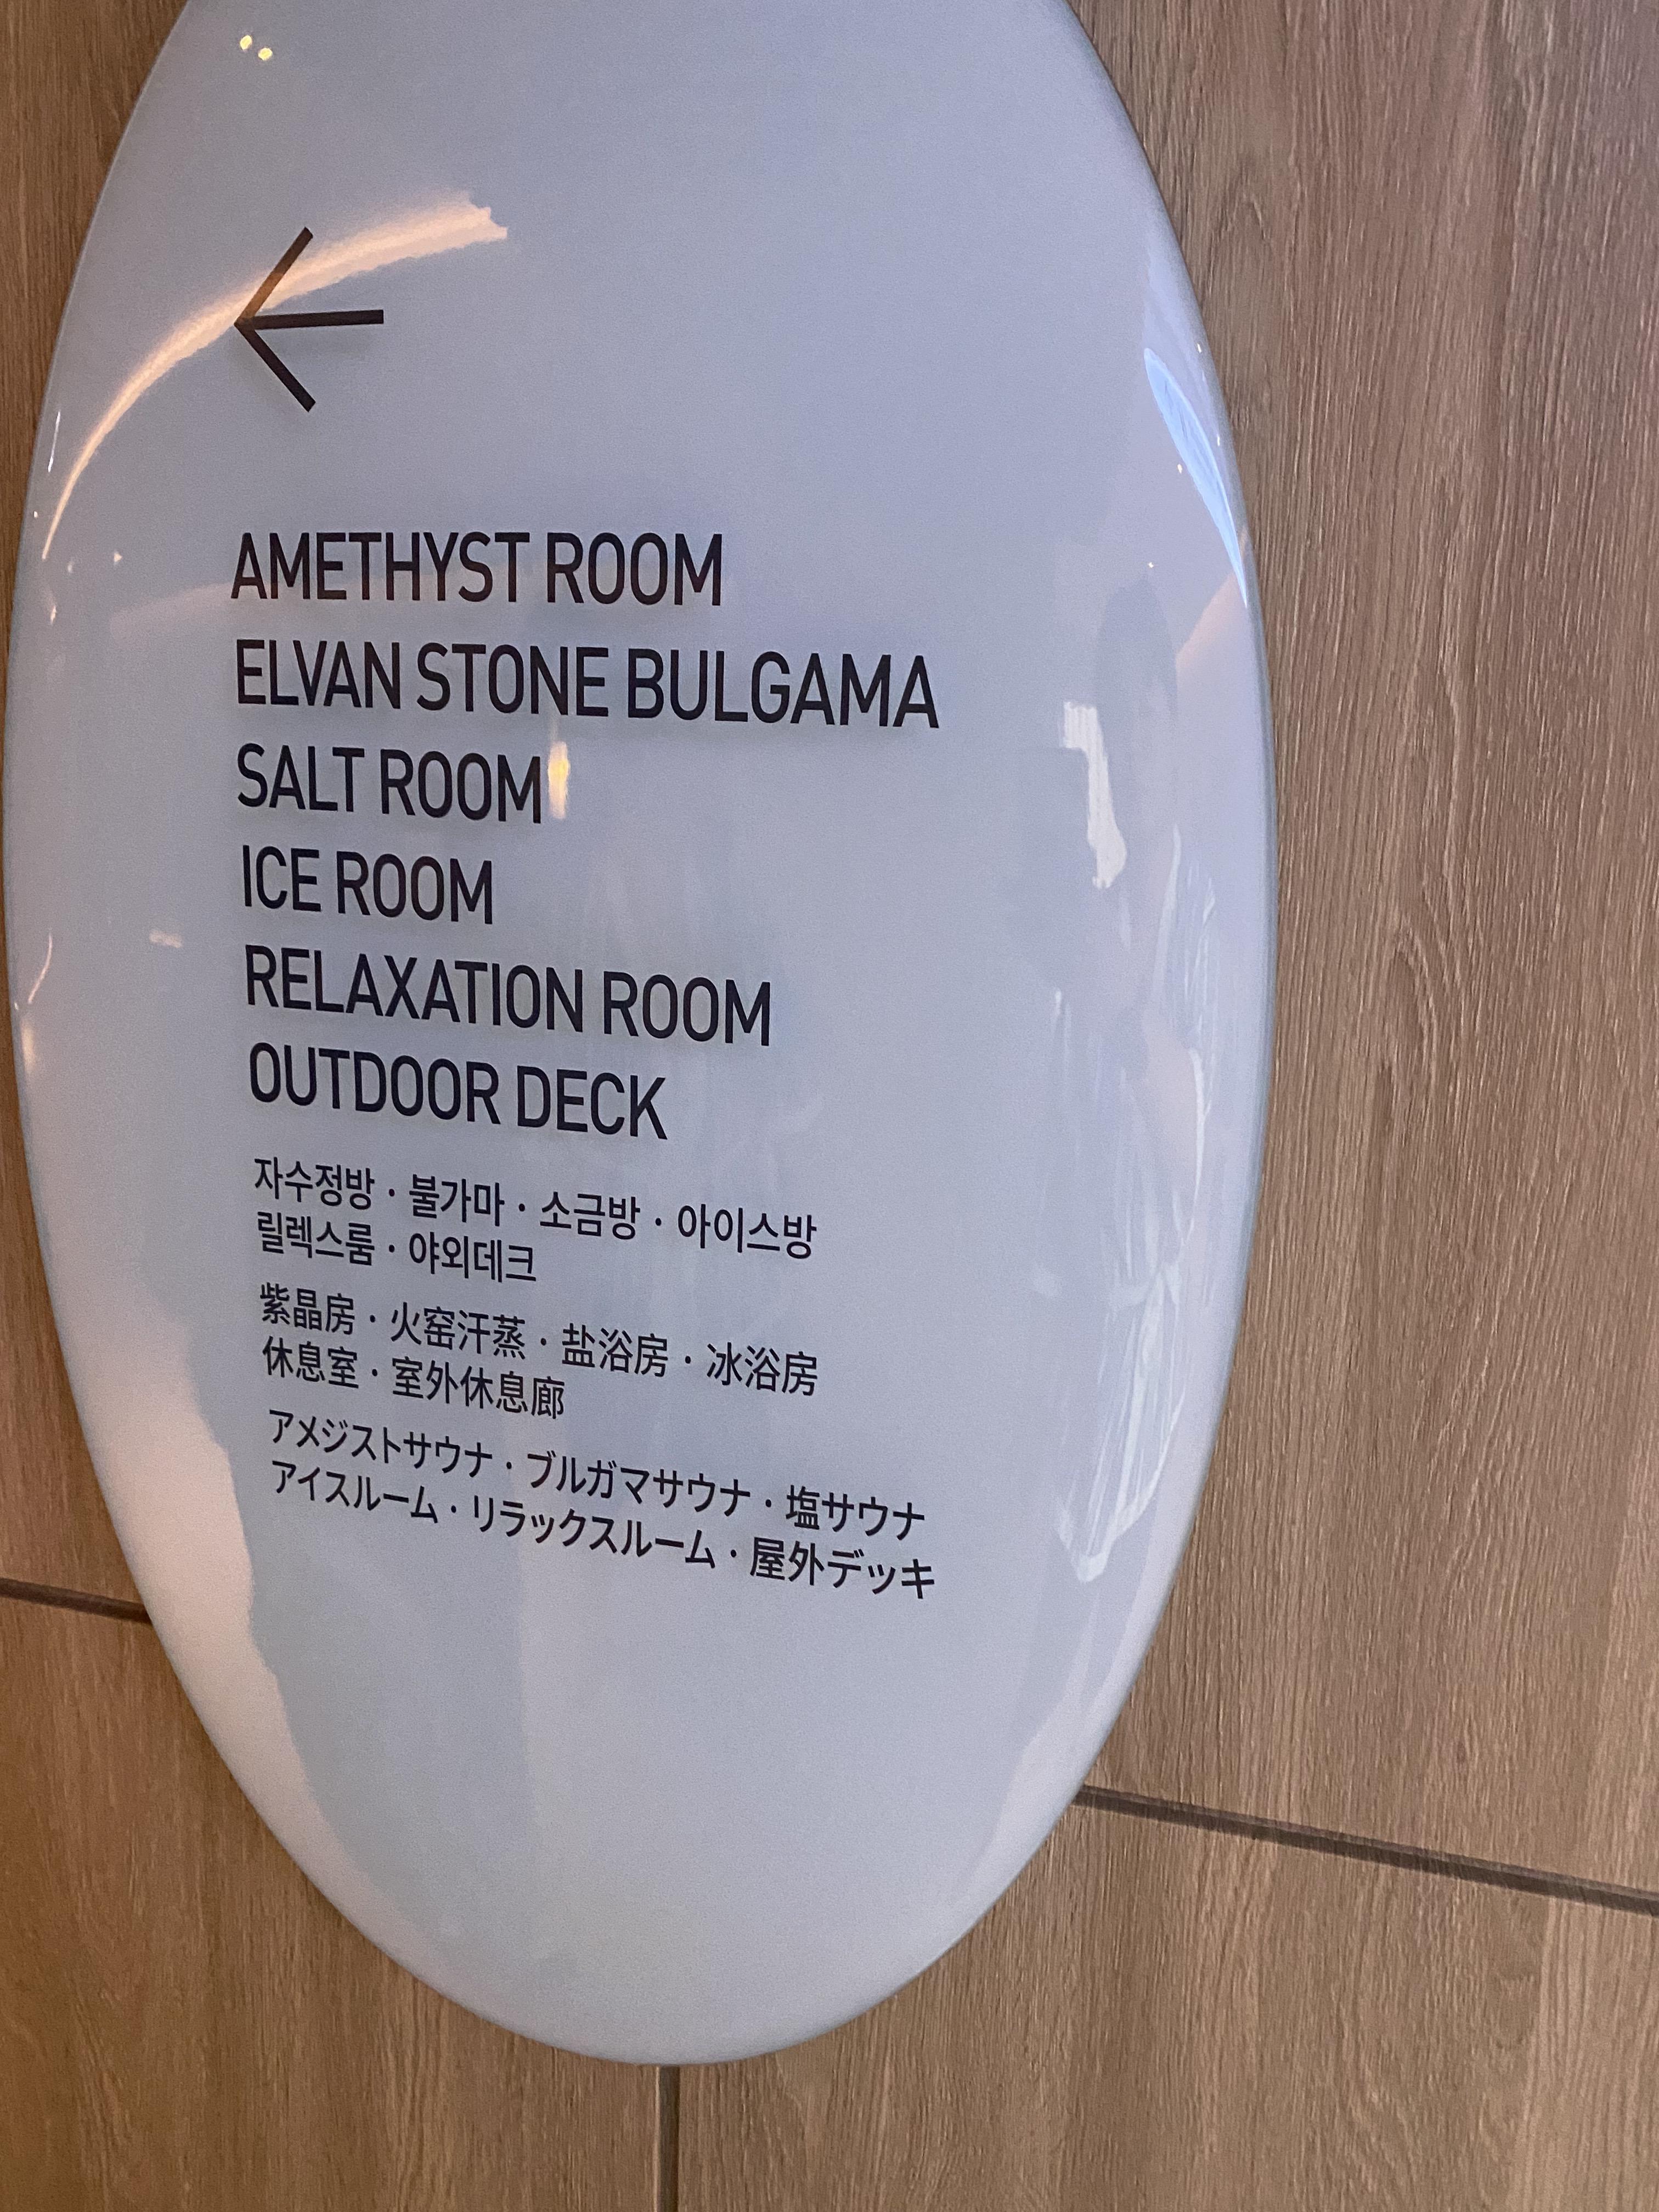 AMETHYST ROOM
ELVAN STONE BULGAMA
SALT ROOM
ICE ROOM
RELAXATION ROOM
OUTDOOR DECK
자수정방 · 불가마 · 소금방 · 아이스방
릴렉스룸 · 야외데크
紫晶房 · 火窑汗蒸 · 盐浴房 · 冰浴房
休息室 · 室外休息廊
アメジストサウナ · ブルガマサウナ · 塩サウナ
アイスルーム · リラックスルーム · 屋外デッキ